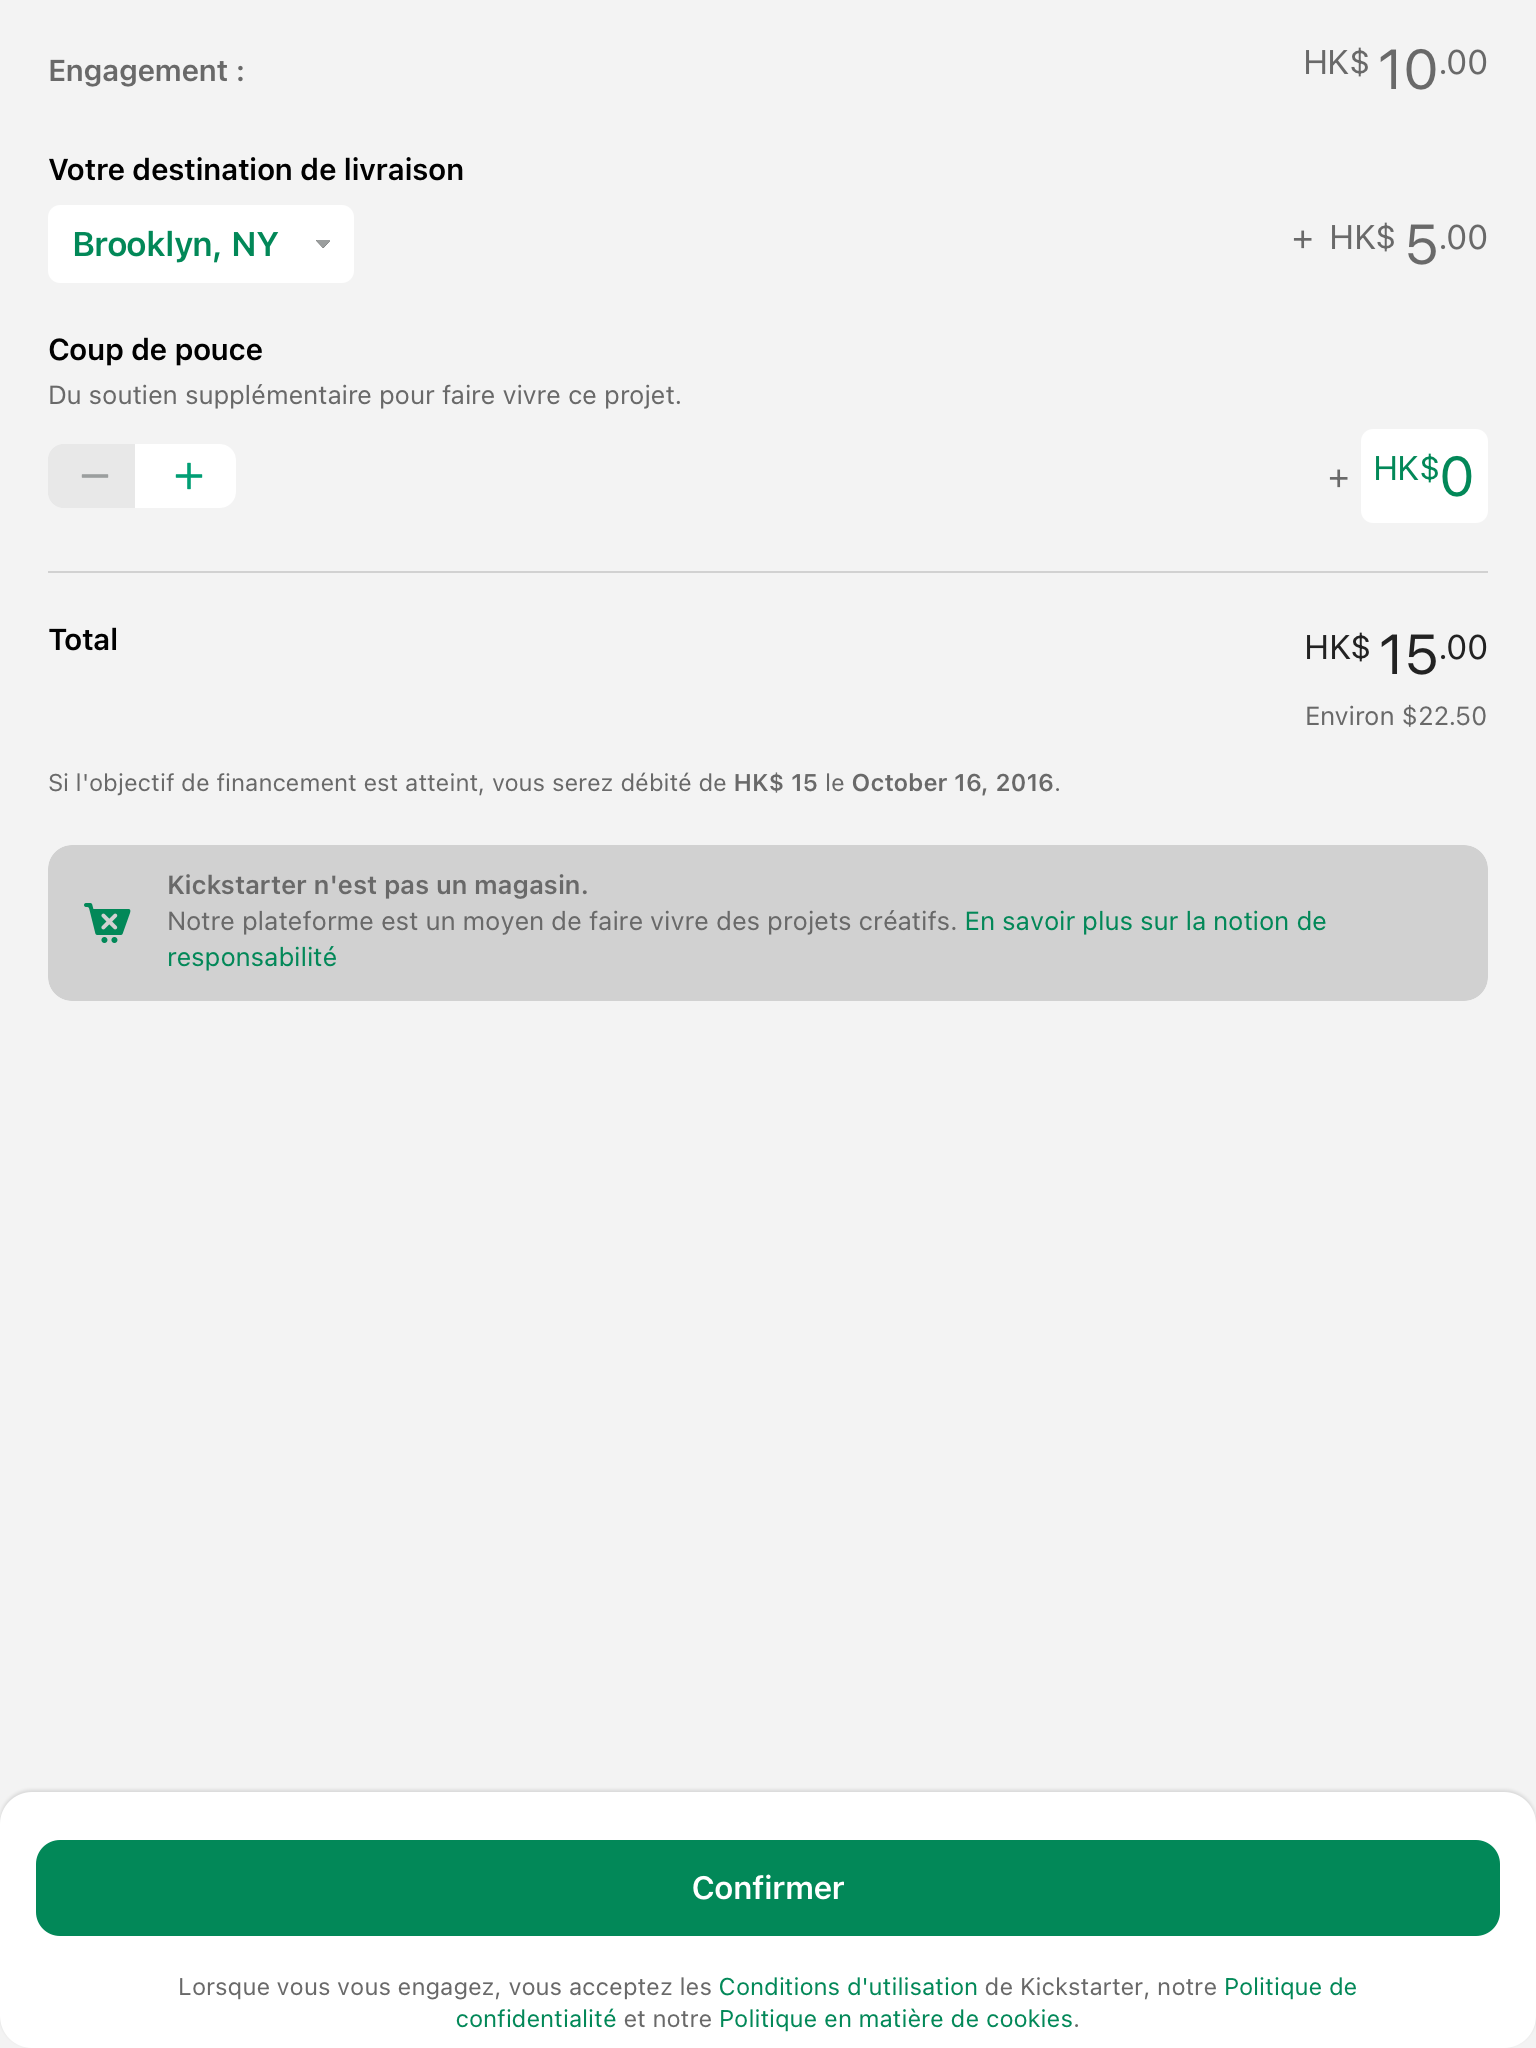 Engagement :
HK$ 10.00
Votre destination de livraison
Brooklyn, NY
+ HK$ 5.00
Coup de pouce
Du soutien supplémentaire pour faire vivre ce projet.
− +
+ HK$0
Total
HK$ 15.00
Environ $22.50
Si l'objectif de financement est atteint, vous serez débité de HK$ 15 le October 16, 2016.
Kickstarter n'est pas un magasin.
Notre plateforme est un moyen de faire vivre des projets créatifs. En savoir plus sur la notion de
responsabilité
Confirmer
Lorsque vous vous engagez, vous acceptez les Conditions d'utilisation de Kickstarter, notre Politique de
confidentialité et notre Politique en matière de cookies.